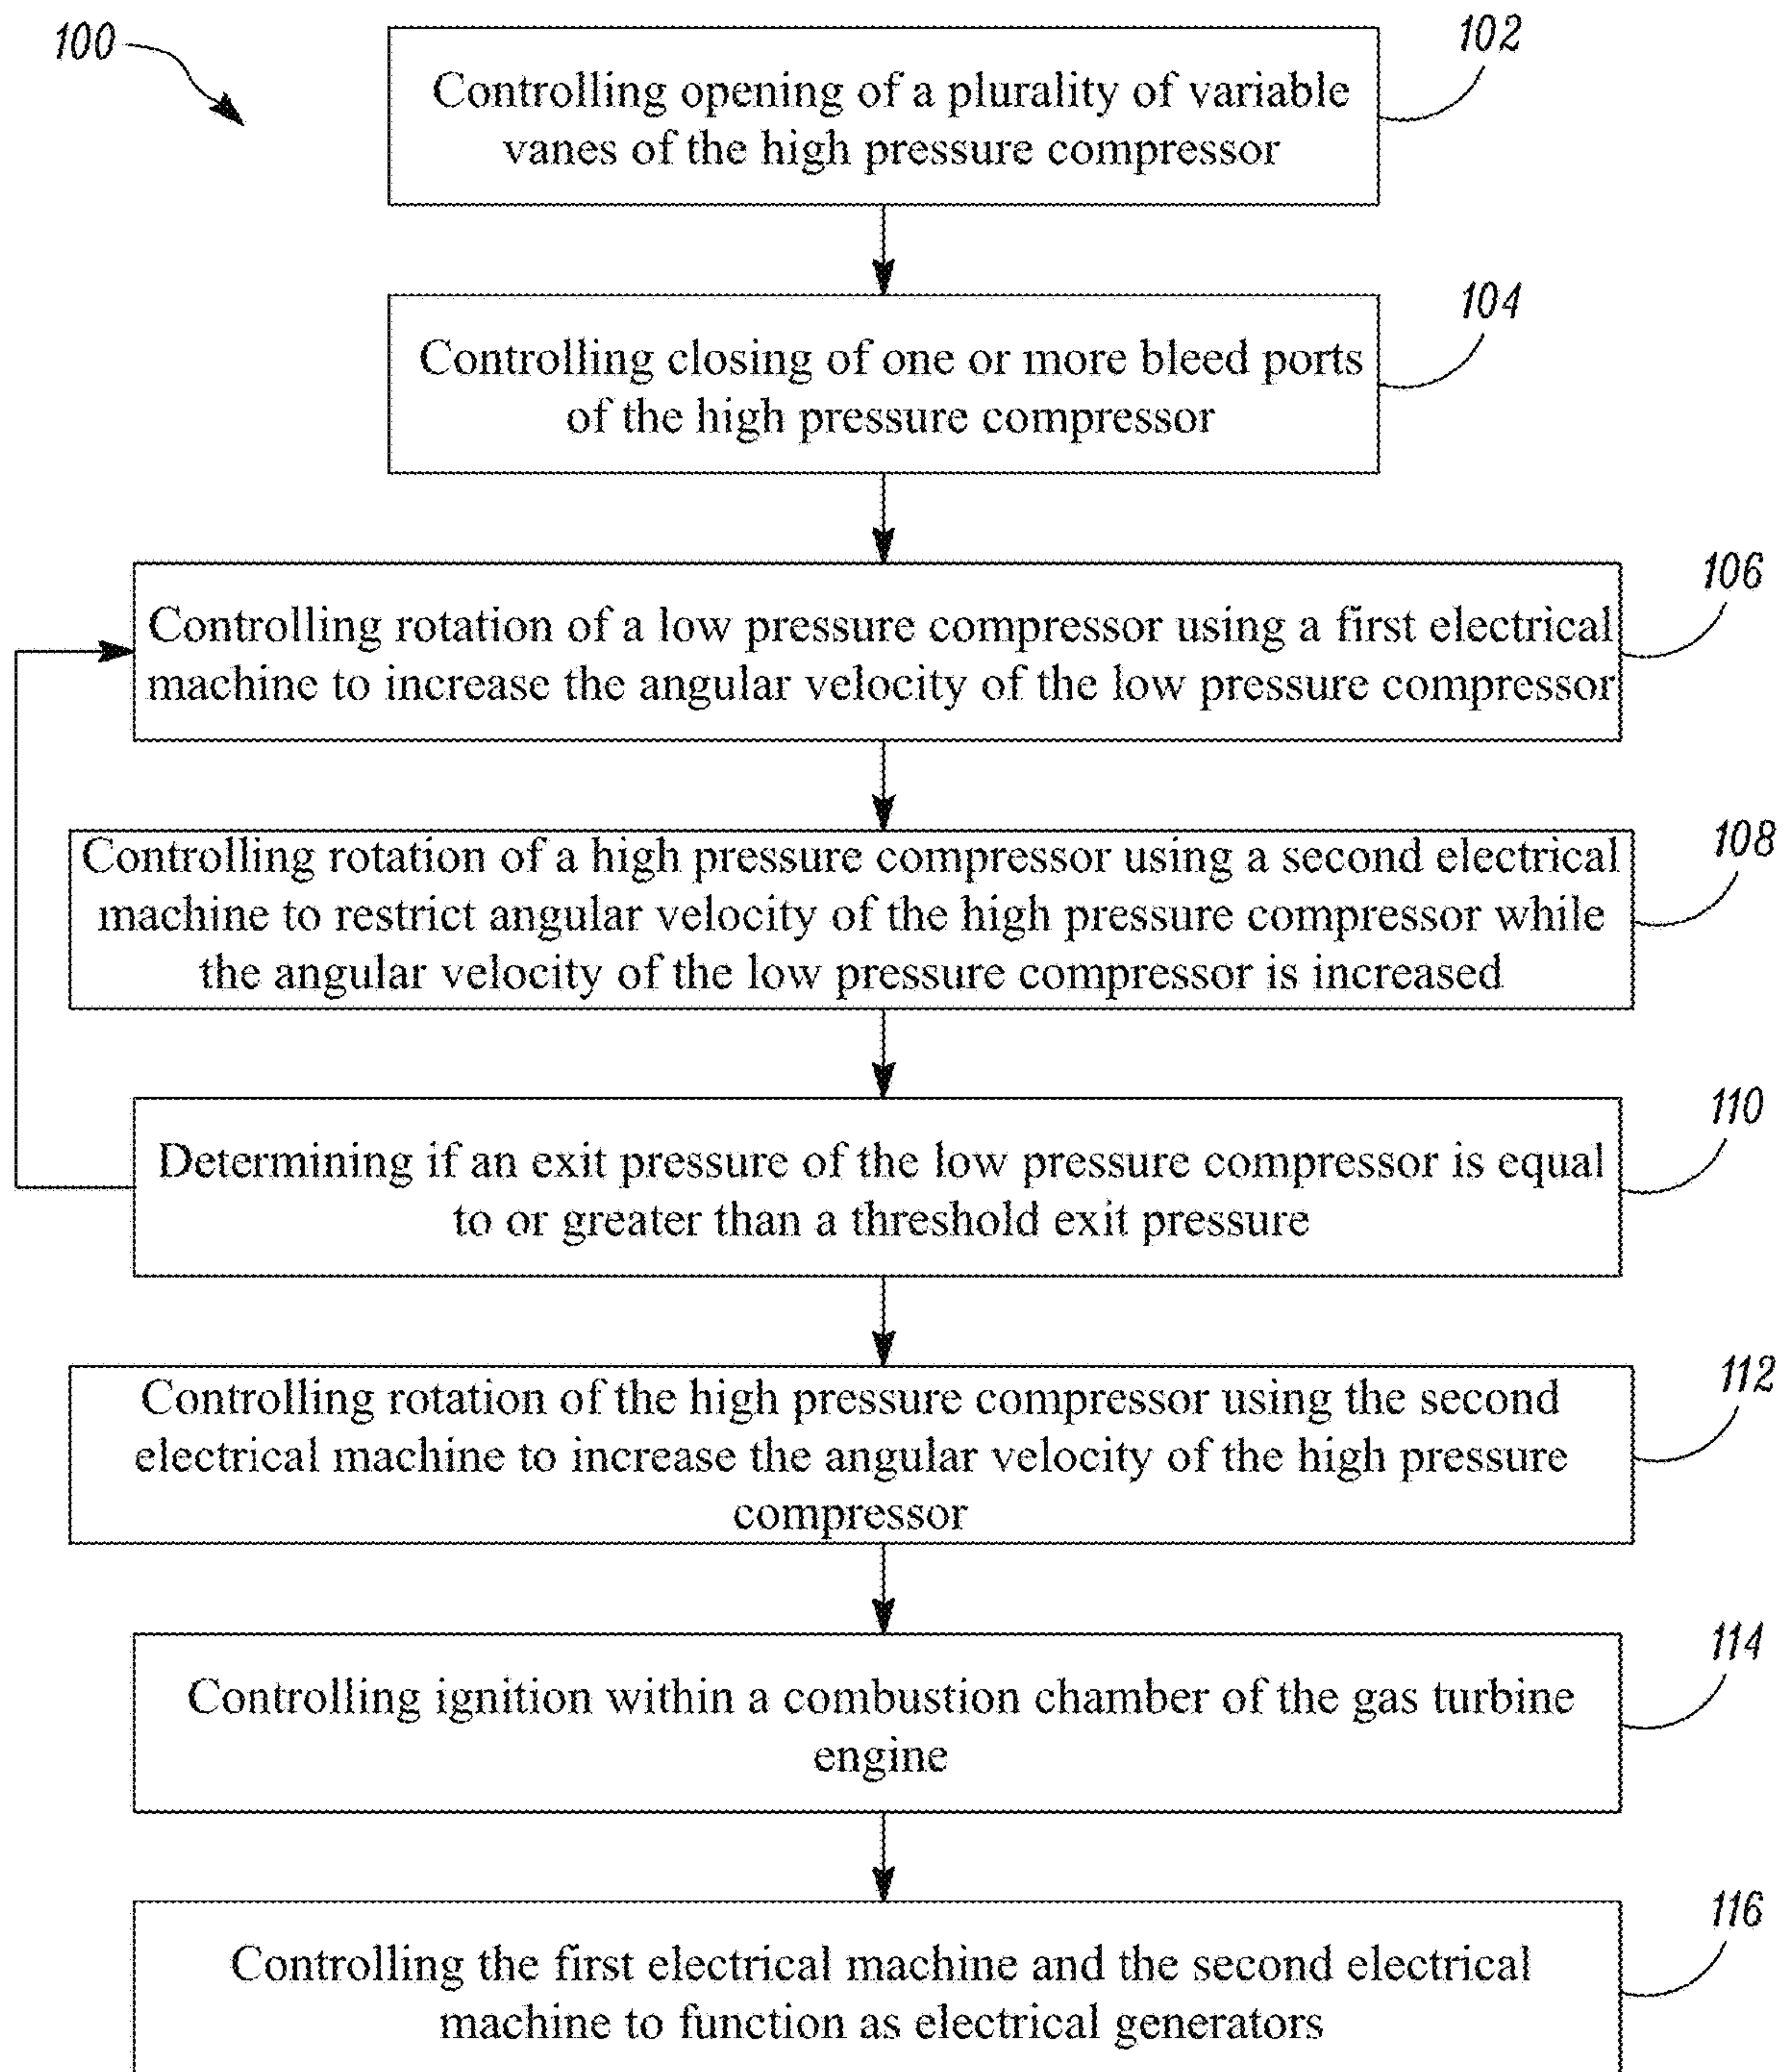 100
102
Controlling opening of a plurality of variable
vanes of the high pressure compressor
104
Controlling closing of one or more bleed ports
of the high pressure compressor
106
Controlling rotation of a low pressure compressor using a first electrical
machine to increase the angular velocity of the low pressure compressor
108
Controlling rotation of a high pressure compressor using a second electrical
machine to restrict angular velocity of the high pressure compressor while
the angular velocity of the low pressure compressor is increased
110
Determining if an exit pressure of the low pressure compressor is equal
to or greater than a threshold exit pressure
112
Controlling rotation of the high pressure compressor using the second
electrical machine to increase the angular velocity of the high pressure
compressor
114
Controlling ignition within a combustion chamber of the gas turbine
engine
116
Controlling the first electrical machine and the second electrical
machine to function as electrical generators